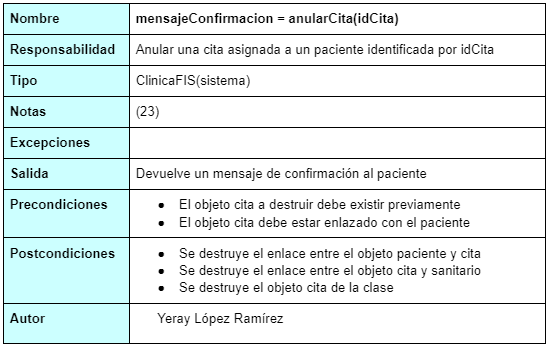 Nombre mensajeConfirmacion = anularCita(idCita)
Responsabilidad Anular una cita asignada a un paciente identificada por idCita
Tipo ClinicaFIS(sistema)
Notas (23)
Excepciones
Salida Devuelve un mensaje de confirmación al paciente
Precondiciones ● El objeto cita a destruir debe existir previamente
● El objeto cita debe estar enlazado con el paciente
Postcondiciones ● Se destruye el enlace entre el objeto paciente y cita
● Se destruye el enlace entre el objeto cita y sanitario
● Se destruye el objeto cita de la clase
Autor Yeray López Ramírez